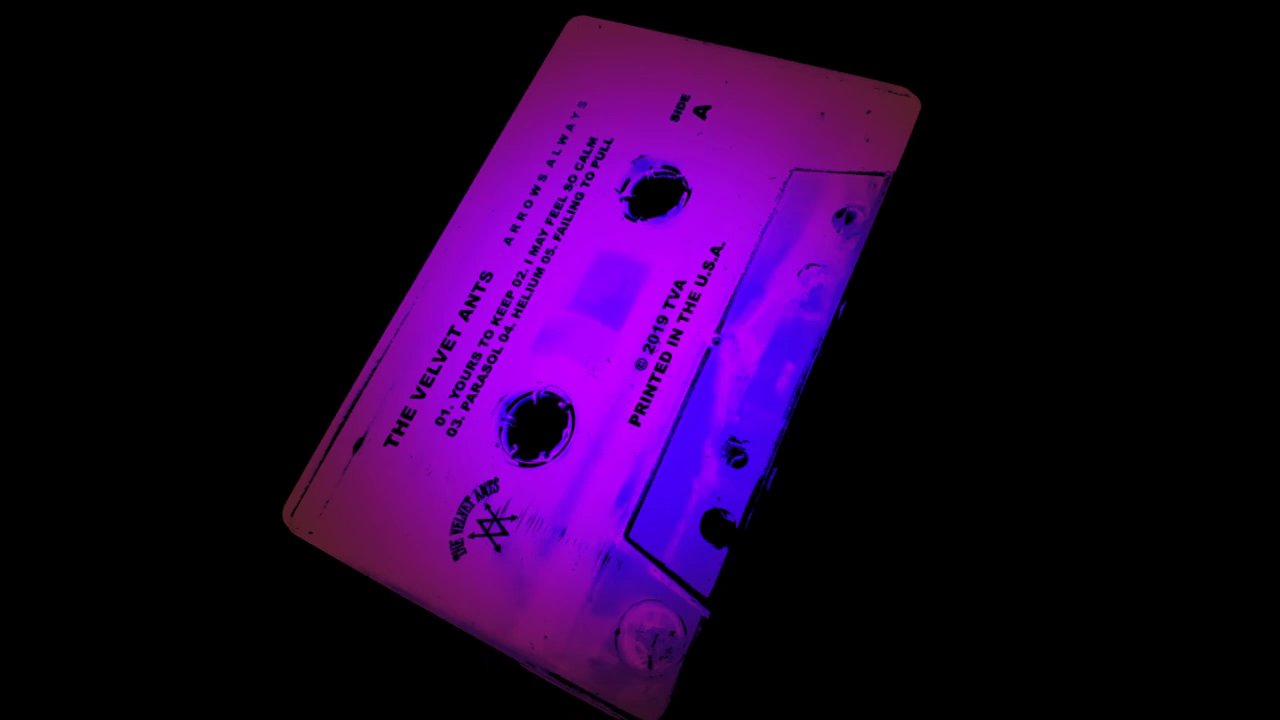 SIDE
A
THE VELVET ANTS ARROWS ALWAYS
01. YOURS TO KEEP 02. I MAY FEEL SO CALM
03. PARASOL 04. HELIUM 05. FAILING TO PULL
© 2019 TVA
PRINTED IN THE U.S.A.
THE VELVET ANTS